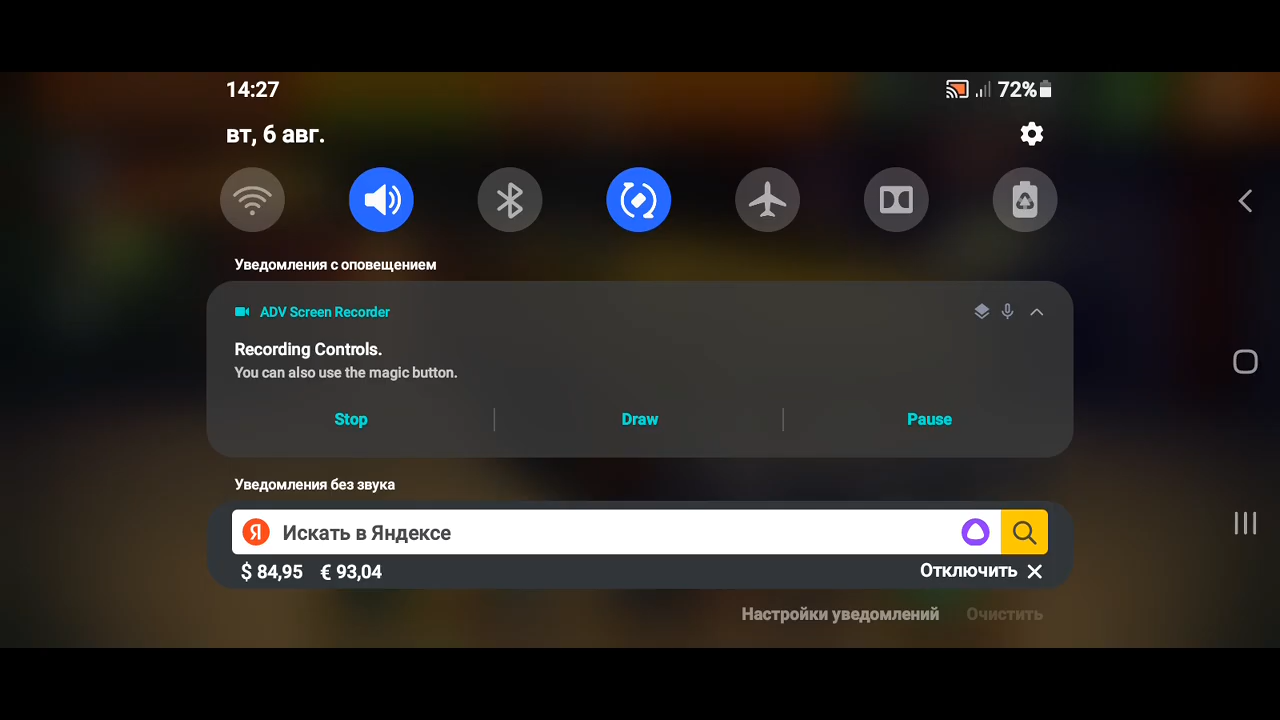 14:27
72%
вт, 6 авг.
Уведомления с оповещением
ADV Screen Recorder
Recording Controls.
You can also use the magic button.
Stop Draw Pause
Уведомления без звука
Я Искать в Яндексе
$ 84,95 € 93,04 Отключить
Настройки уведомлений Очистить